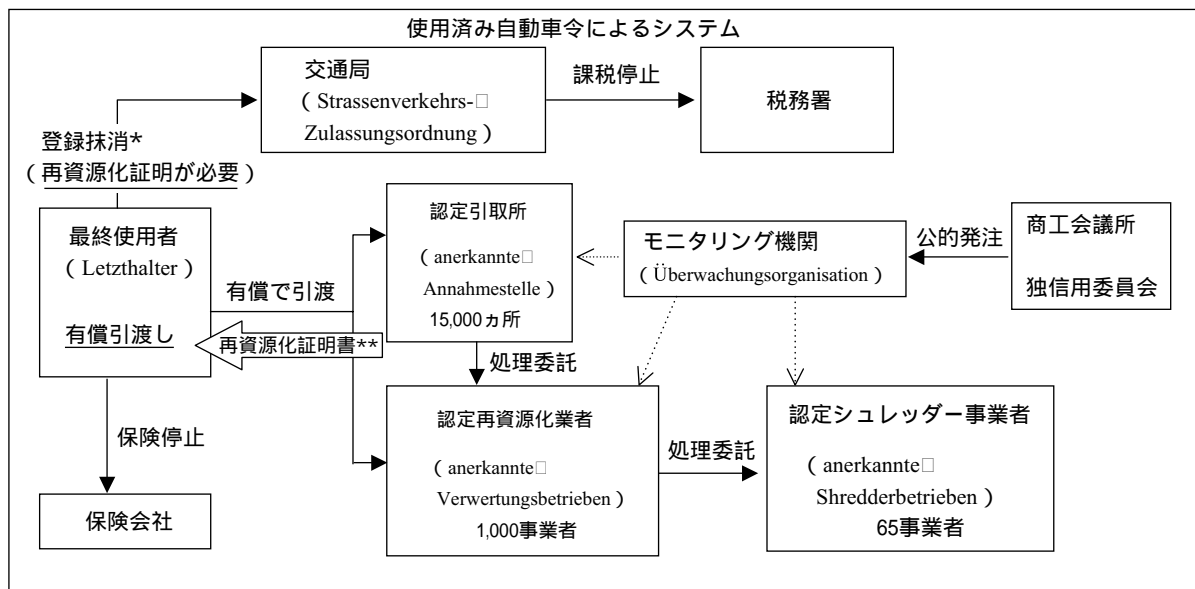 使用済み自動車令によるシステム
交通局
（Strassenverkehrs-□
Zulassungsordnung）
課税停止
税務署
登録抹消*
（再資源化証明が必要）
最終使用者
（Letzthalter）
有償引渡し
有償で引渡
再資源化証明書**
認定引取所
（anerkannte□
Annahmestelle）
15,000ヵ所
モニタリング機関
（Überwachungsorganisation）
公的発注
商工会議所
独信用委員会
処理委託
保険停止
保険会社
認定再資源化業者
（anerkannte□
Verwertungsbetrieben）
1,000事業者
処理委託
認定シュレッダー事業者
（anerkannte□
Shredderbetrieben）
65事業者